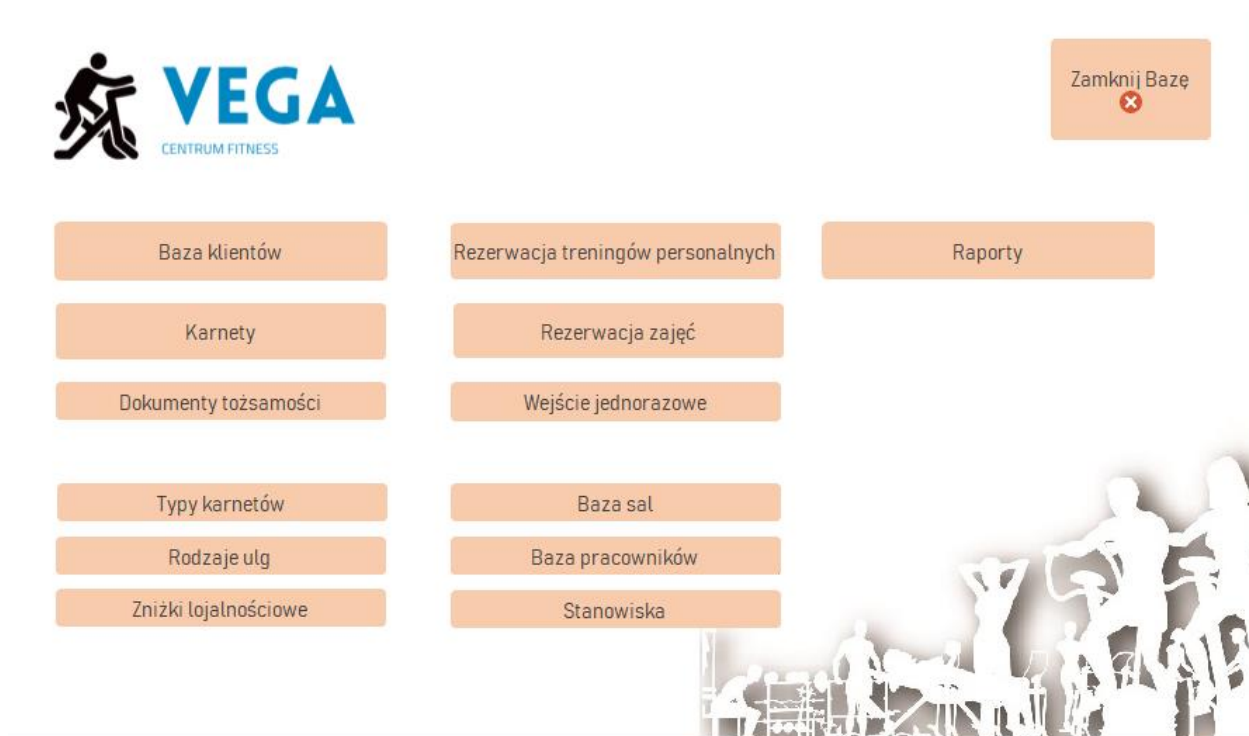 VEGA
CENTRUM FITNESS
Zamknij Bazę
Baza klientów
Rezerwacja treningów personalnych
Raporty
Karnety
Rezerwacja zajęć
Dokumenty tożsamości
Wejście jednorazowe
Typy karnetów
Baza sal
Rodzaje ulg
Baza pracowników
Zniżki lojalnościowe
Stanowiska